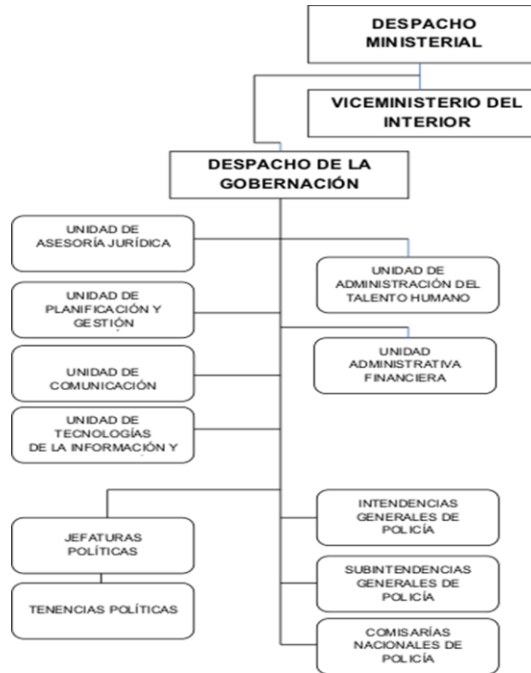 DESPACHO
MINISTERIAL
VICEMINISTERIO DEL
INTERIOR
DESPACHO DE LA
GOBERNACIÓN
UNIDAD DE
ASESORÍA JURÍDICA
UNIDAD DE
ADMINISTRACIÓN DEL
TALENTO HUMANO
UNIDAD DE
PLANIFICACIÓN Y
GESTIÓN
UNIDAD
ADMINISTRATIVA
FINANCIERA
UNIDAD DE
COMUNICACIÓN
UNIDAD DE
TECNOLOGÍAS
DE LA INFORMACIÓN Y
JEFATURAS
POLÍTICAS
INTENDENCIAS
GENERALES DE
POLICÍA
TENENCIAS POLÍTICAS
SUBINTENDENCIAS
GENERALES DE
POLICÍA
COMISARÍAS
NACIONALES DE
POLICÍA